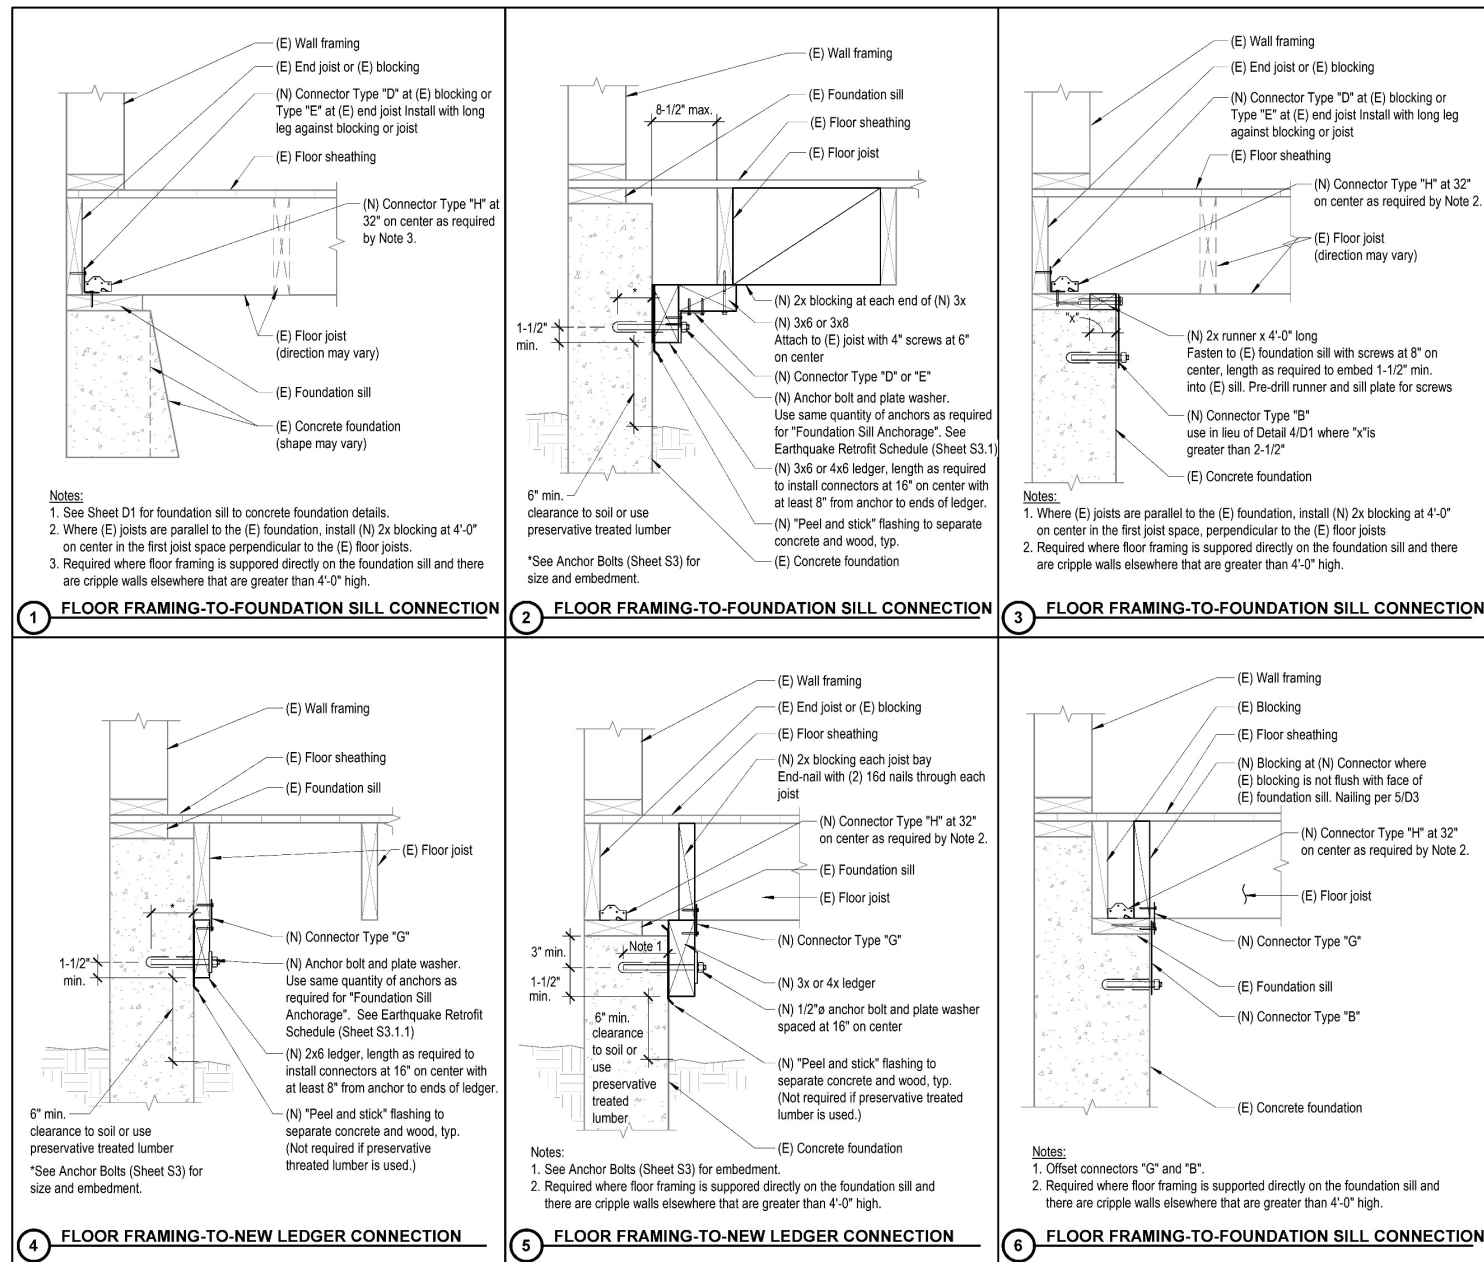 (E) Wall framing
(E) End joist or (E) blocking
(N) Connector Type "D" at (E) blocking or
Type "E" at (E) end joist Install with long
leg against blocking or joist
(E) Floor sheathing
(N) Connector Type "H" at
32" on center as required
by Note 3.
(E) Floor joist
(direction may vary)
(E) Foundation sill
(E) Concrete foundation
(shape may vary)
Notes:
1. See Sheet D1 for foundation sill to concrete foundation details.
2. Where (E) joists are parallel to the (E) foundation, install (N) 2x blocking at 4'-0"
on center in the first joist space perpendicular to the (E) floor joists.
3. Required where floor framing is suppored directly on the foundation sill and there
are cripple walls elsewhere that are greater than 4'-0" high.
1 FLOOR FRAMING-TO-FOUNDATION SILL CONNECTION
(E) Wall framing
8-1/2" max.
(E) Foundation sill
(E) Floor sheathing
(E) Floor joist
*
1-1/2"
min.
(N) 2x blocking at each end of (N) 3x
(N) 3x6 or 3x8
Attach to (E) joist with 4" screws at 6"
on center
(N) Connector Type "D" or "E"
(N) Anchor bolt and plate washer.
Use same quantity of anchors as required
for "Foundation Sill Anchorage". See
Earthquake Retrofit Schedule (Sheet S3.1)
(N) 3x6 or 4x6 ledger, length as required
to install connectors at 16" on center with
at least 8" from anchor to ends of ledger.
(N) "Peel and stick" flashing to separate
concrete and wood, typ.
(E) Concrete foundation
6" min.
clearance to soil or use
preservative treated lumber
*See Anchor Bolts (Sheet S3) for
size and embedment.
2 FLOOR FRAMING-TO-FOUNDATION SILL CONNECTION
(E) Wall framing
(E) End joist or (E) blocking
(N) Connector Type "D" at (E) blocking or
Type "E" at (E) end joist Install with long leg
against blocking or joist
(E) Floor sheathing
(N) Connector Type "H" at 32"
on center as required by Note 2.
(E) Floor joist
(direction may vary)
"x"
(N) 2x runner x 4'-0" long
Fasten to (E) foundation sill with screws at 8" on
center, length as required to embed 1-1/2" min.
into (E) sill. Pre-drill runner and sill plate for screws
(N) Connector Type "B"
use in lieu of Detail 4/D1 where "x"is
greater than 2-1/2"
(E) Concrete foundation
Notes:
1. Where (E) joists are parallel to the (E) foundation, install (N) 2x blocking at 4'-0"
on center in the first joist space, perpendicular to the (E) floor joists
2. Required where floor framing is suppored directly on the foundation sill and there
are cripple walls elsewhere that are greater than 4'-0" high.
3 FLOOR FRAMING-TO-FOUNDATION SILL CONNECTION
(E) Wall framing
(E) Floor sheathing
(E) Foundation sill
(E) Floor joist
*
1-1/2"
min.
(N) Connector Type "G"
(N) Anchor bolt and plate washer.
Use same quantity of anchors as
required for "Foundation Sill
Anchorage". See Earthquake Retrofit
Schedule (Sheet S3.1.1)
(N) 2x6 ledger, length as required to
install connectors at 16" on center with
at least 8" from anchor to ends of ledger.
(N) "Peel and stick" flashing to
separate concrete and wood, typ.
(Not required if preservative
threated lumber is used.)
6" min.
clearance to soil or use
preservative treated lumber
*See Anchor Bolts (Sheet S3) for
size and embedment.
4 FLOOR FRAMING-TO-NEW LEDGER CONNECTION
(E) Wall framing
(E) End joist or (E) blocking
(E) Floor sheathing
(N) 2x blocking each joist bay
End-nail with (2) 16d nails through each
joist
(N) Connector Type "H" at 32"
on center as required by Note 2.
(E) Foundation sill
(E) Floor joist
3" min.
Note 1
1-1/2"
min.
(N) Connector Type "G"
(N) 3x or 4x ledger
(N) 1/2"ø anchor bolt and plate washer
spaced at 16" on center
6" min.
clearance
to soil or
use
preservative
treated
lumber
(N) "Peel and stick" flashing to
separate concrete and wood, typ.
(Not required if preservative treated
lumber is used.)
(E) Concrete foundation
Notes:
1. See Anchor Bolts (Sheet S3) for embedment.
2. Required where floor framing is suppored directly on the foundation sill and
there are cripple walls elsewhere that are greater than 4'-0" high.
5 FLOOR FRAMING-TO-NEW LEDGER CONNECTION
(E) Wall framing
(E) Blocking
(E) Floor sheathing
(N) Blocking at (N) Connector where
(E) blocking is not flush with face of
(E) foundation sill. Nailing per 5/D3
(N) Connector Type "H" at 32"
on center as required by Note 2.
(E) Floor joist
(N) Connector Type "G"
(E) Foundation sill
(N) Connector Type "B"
(E) Concrete foundation
Notes:
1. Offset connectors "G" and "B".
2. Required where floor framing is supported directly on the foundation sill and
there are cripple walls elsewhere that are greater than 4'-0" high.
6 FLOOR FRAMING-TO-FOUNDATION SILL CONNECTION